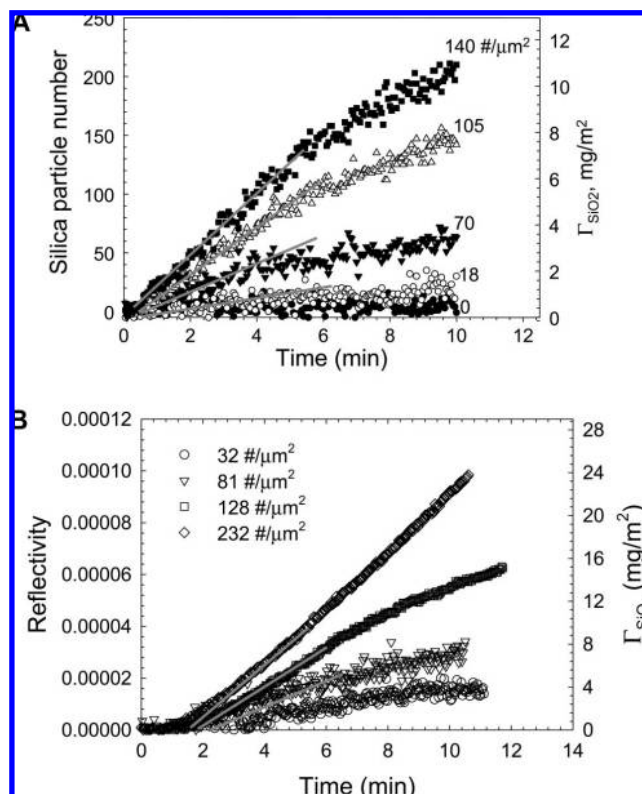 A
250
200
150
100
50
0
Silica particle number
140 #/μm²
105
70
18
0
12
10
8
6
4
2
0
Γ_SiO2, mg/m²
0 2 4 6 8 10 12
Time (min)
B
0.00012
0.00010
0.00008
0.00006
0.00004
0.00002
0.00000
Reflectivity
32 #/μm²
81 #/μm²
128 #/μm²
232 #/μm²
28
24
20
16
12
8
4
0
Γ_SiO (mg/m²)
0 2 4 6 8 10 12 14
Time (min)